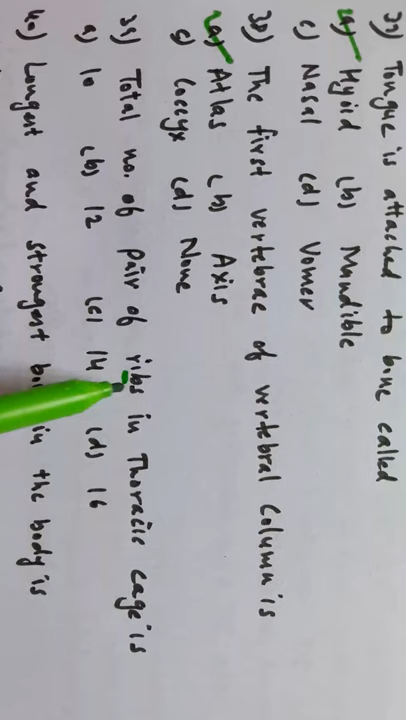 37) Tongue is attached to bone called
(a) Hyoid (b) Mandible
c) Nasal (d) Vomer
38) The first vertebrae of vertebral column is
(a) Atlas (b) Axis
c) Coccyx (d) None
39) Total no. of pair of ribs in Thoracic cage is
a) 10 (b) 12 (c) 14 (d) 16
40) Longest and strongest in the body is